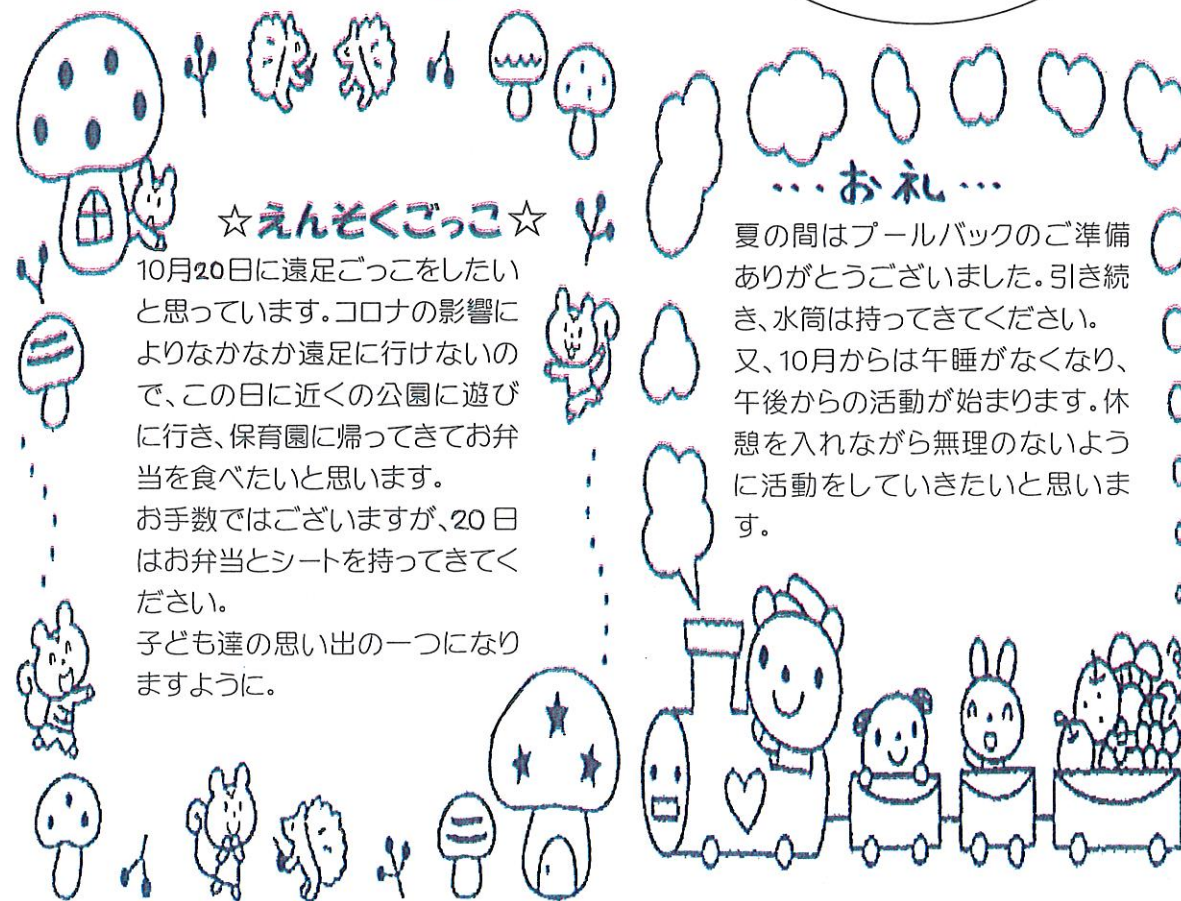 ☆えんそくごっこ☆
10月20日に遠足ごっこをしたい
と思っています。コロナの影響に
よりなかなか遠足に行けないの
で、この日に近くの公園に遊び
に行き、保育園に帰ってきてお弁
当を食べたいと思います。
お手数ではございますが、20日
はお弁当とシートを持ってきてく
ださい。
子ども達の思い出の一つになり
ますように。
…お礼…
夏の間はプールバックのご準備
ありがとうございました。引き続
き、水筒は持ってきてください。
又、10月からは午睡がなくなり、
午後からの活動が始まります。休
憩を入れながら無理のないよう
に活動をしていきたいと思いま
す。